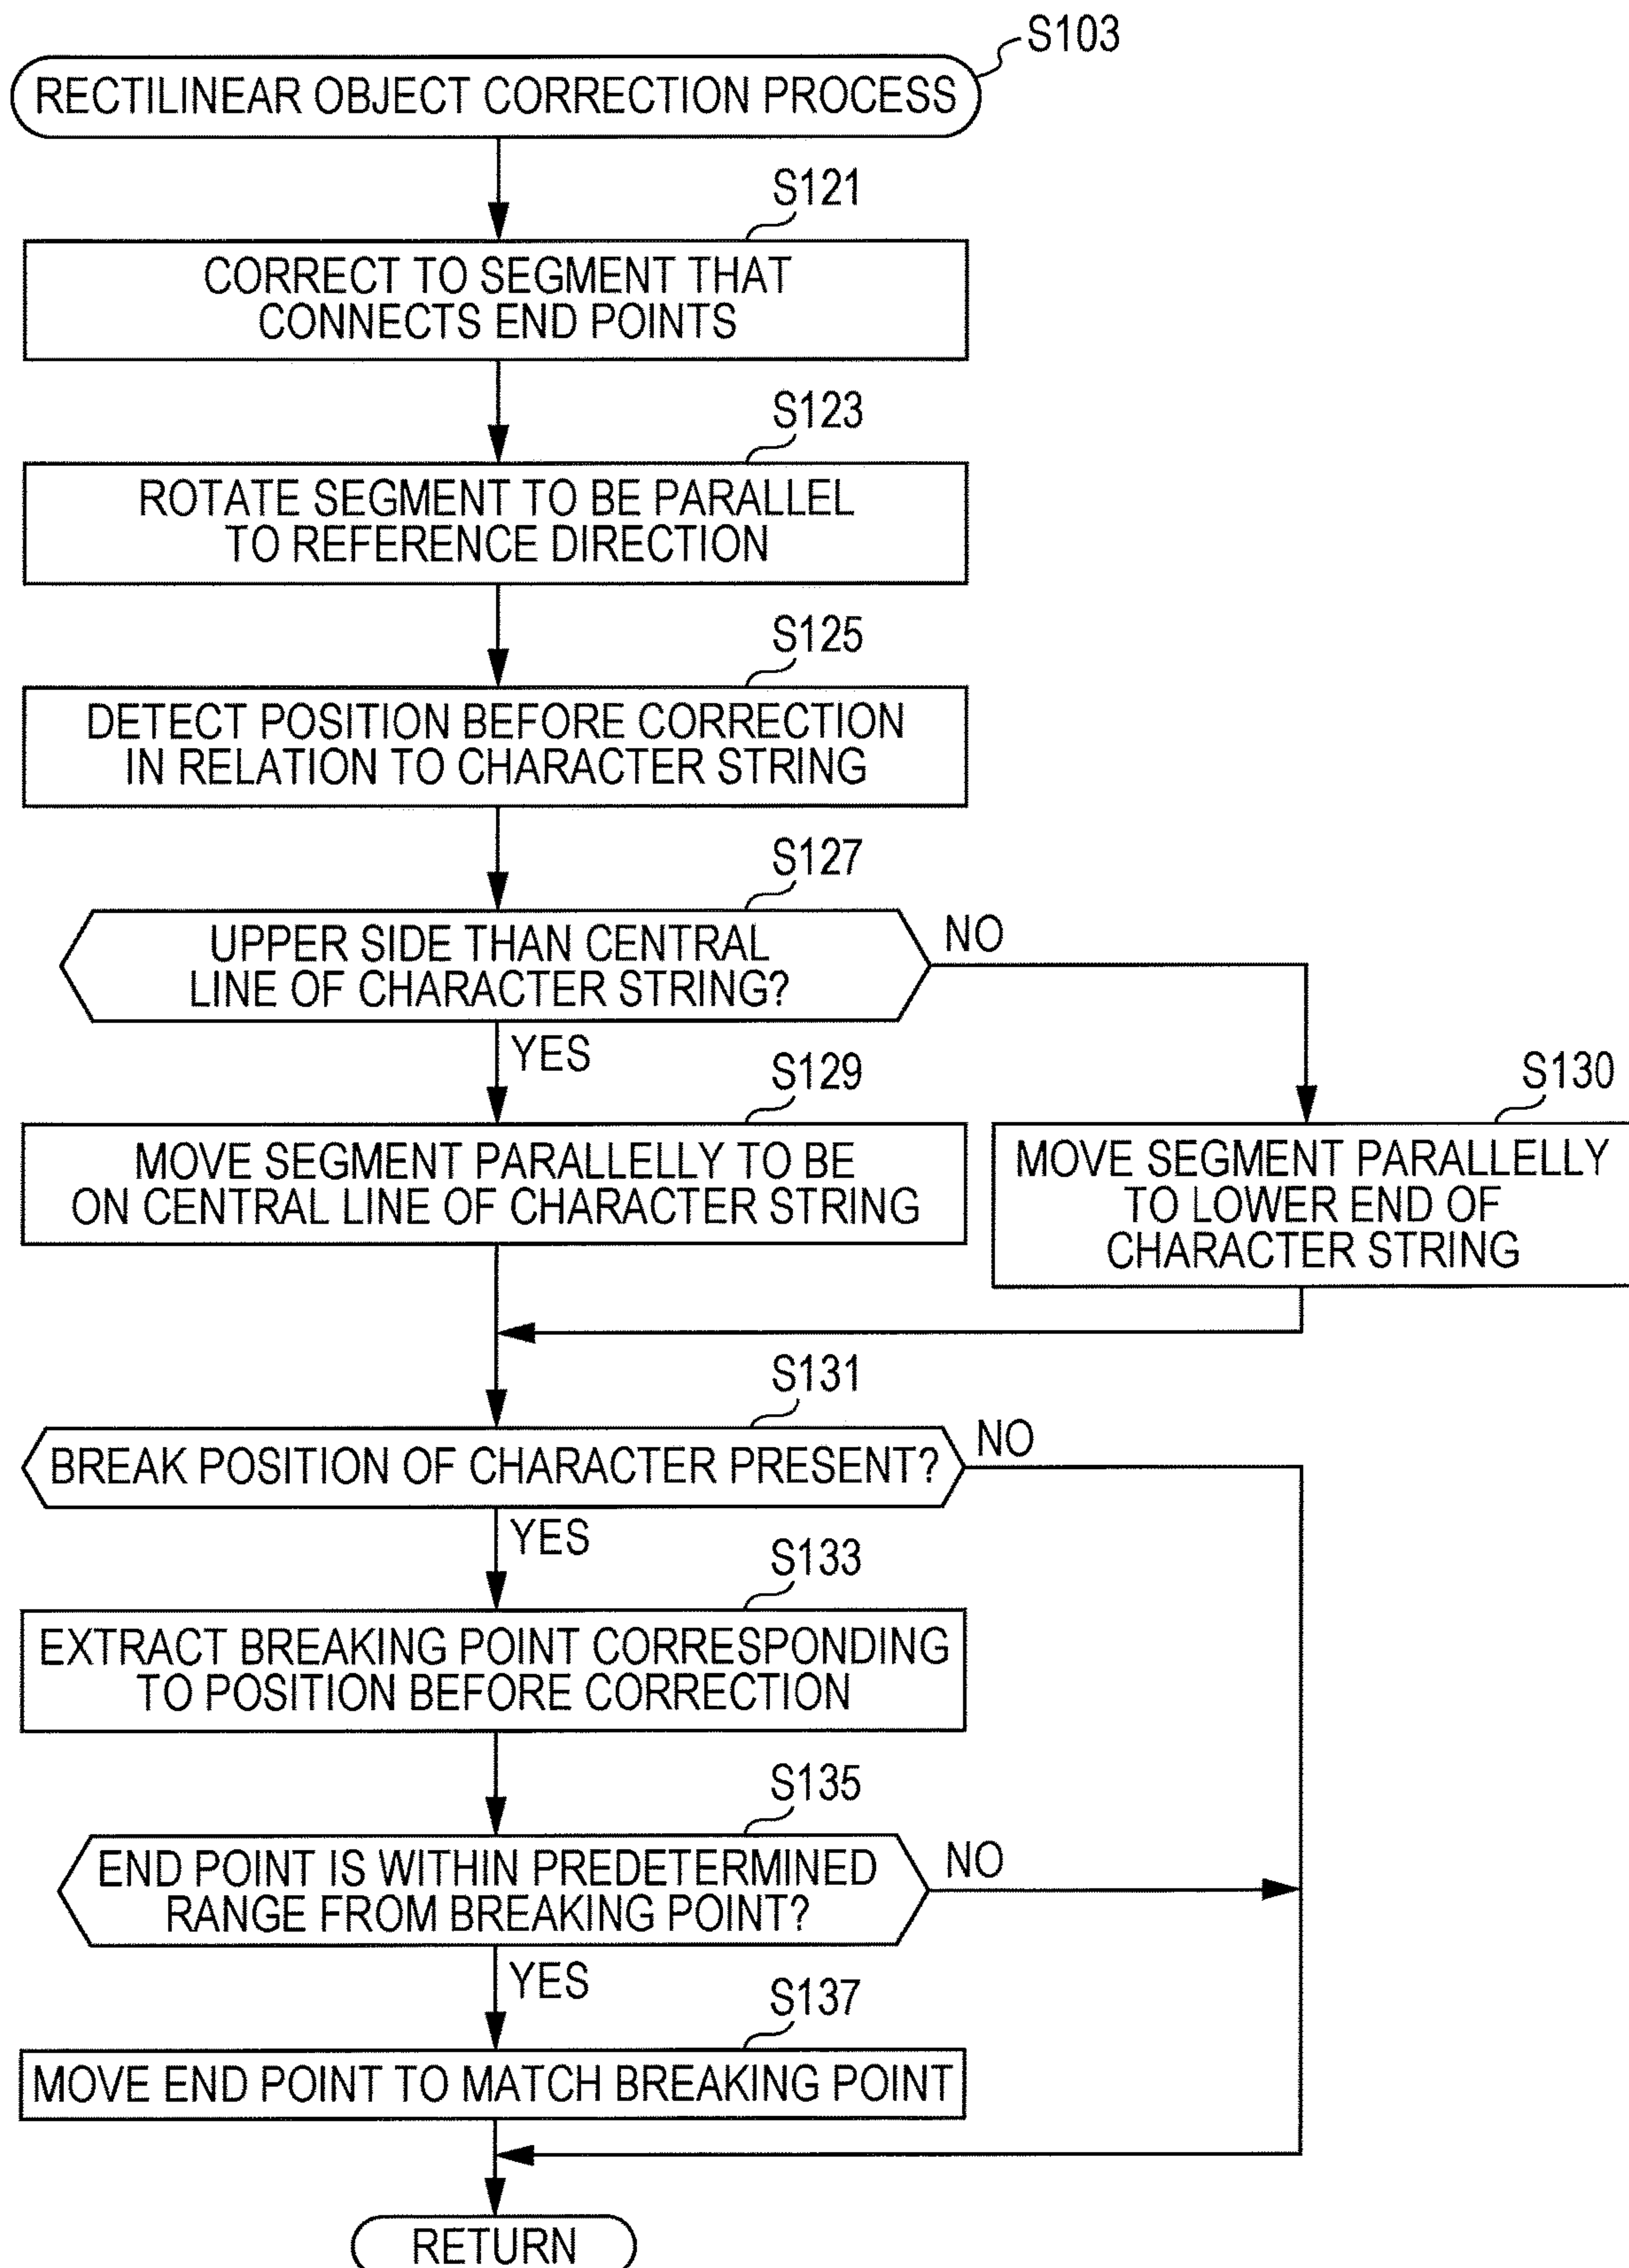 S103
RECTILINEAR OBJECT CORRECTION PROCESS
S121
CORRECT TO SEGMENT THAT
CONNECTS END POINTS
S123
ROTATE SEGMENT TO BE PARALLEL
TO REFERENCE DIRECTION
S125
DETECT POSITION BEFORE CORRECTION
IN RELATION TO CHARACTER STRING
S127
UPPER SIDE THAN CENTRAL
LINE OF CHARACTER STRING?
NO
YES
S129
MOVE SEGMENT PARALLELLY TO BE
ON CENTRAL LINE OF CHARACTER STRING
S130
MOVE SEGMENT PARALLELLY
TO LOWER END OF
CHARACTER STRING
S131
BREAK POSITION OF CHARACTER PRESENT?
NO
YES
S133
EXTRACT BREAKING POINT CORRESPONDING
TO POSITION BEFORE CORRECTION
S135
END POINT IS WITHIN PREDETERMINED
RANGE FROM BREAKING POINT?
NO
YES
S137
MOVE END POINT TO MATCH BREAKING POINT
RETURN